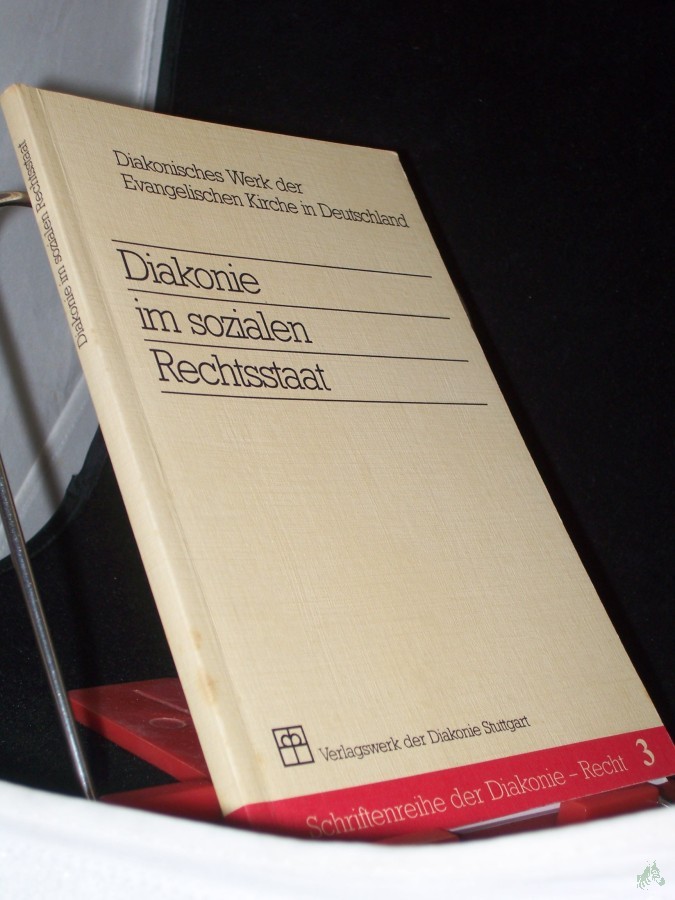 Diakonisches Werk der
Evangelischen Kirche in Deutschland
Diakonie
im sozialen
Rechtsstaat
Diakonie im sozialen Rechtsstaat
Verlagswerk der Diakonie Stuttgart
Schriftenreihe der Diakonie – Recht 3